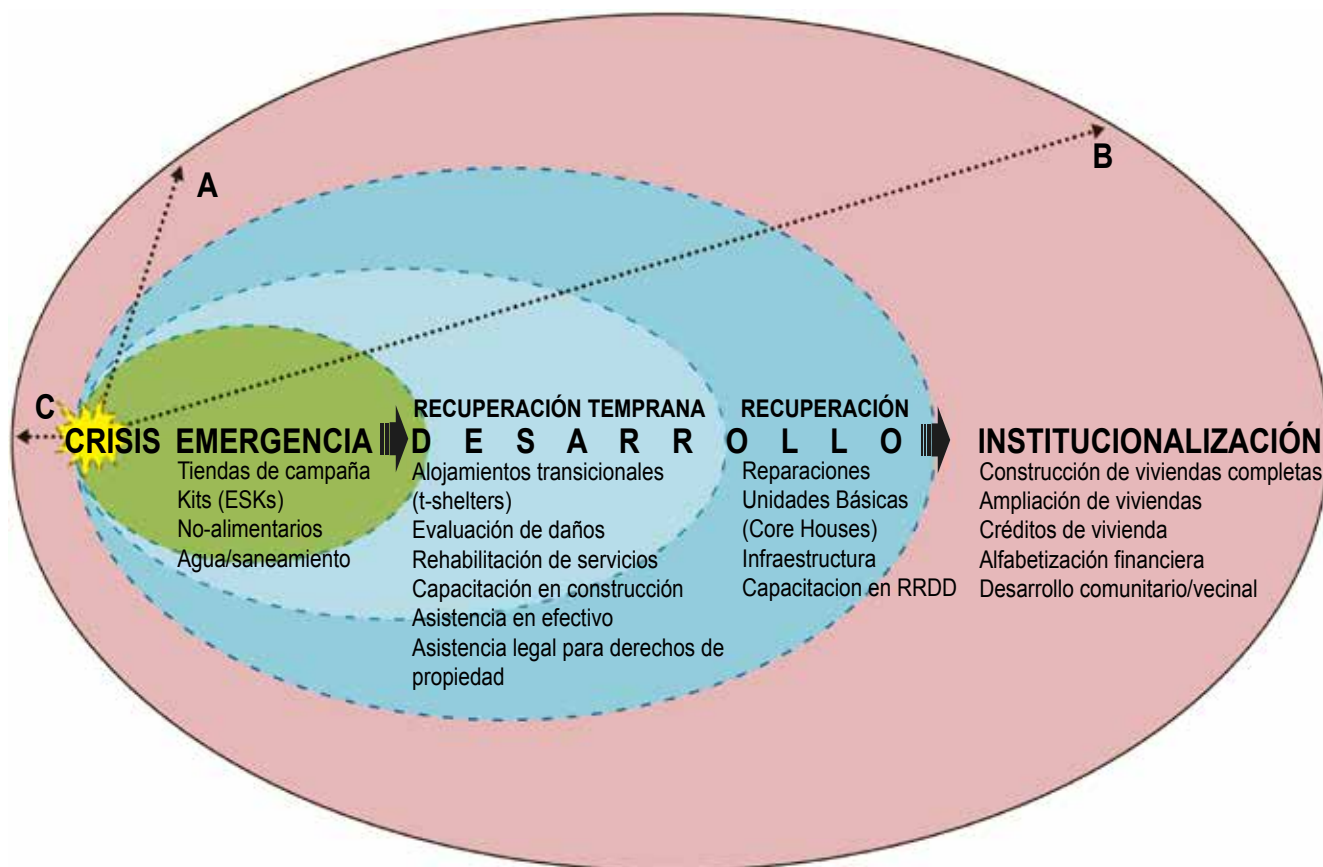 A
B
C
CRISIS
EMERGENCIA
Tiendas de campaña
Kits (ESKs)
No-alimentarios
Agua/saneamiento
RECUPERACIÓN TEMPRANA
RECUPERACIÓN
DESARROLLO
Alojamientos transicionales
(t-shelters)
Evaluación de daños
Rehabilitación de servicios
Capacitación en construcción
Asistencia en efectivo
Asistencia legal para derechos de
propiedad
Reparaciones
Unidades Básicas
(Core Houses)
Infraestructura
Capacitacion en RRDD
INSTITUCIONALIZACIÓN
Construcción de viviendas completas
Ampliación de viviendas
Créditos de vivienda
Alfabetización financiera
Desarrollo comunitario/vecinal